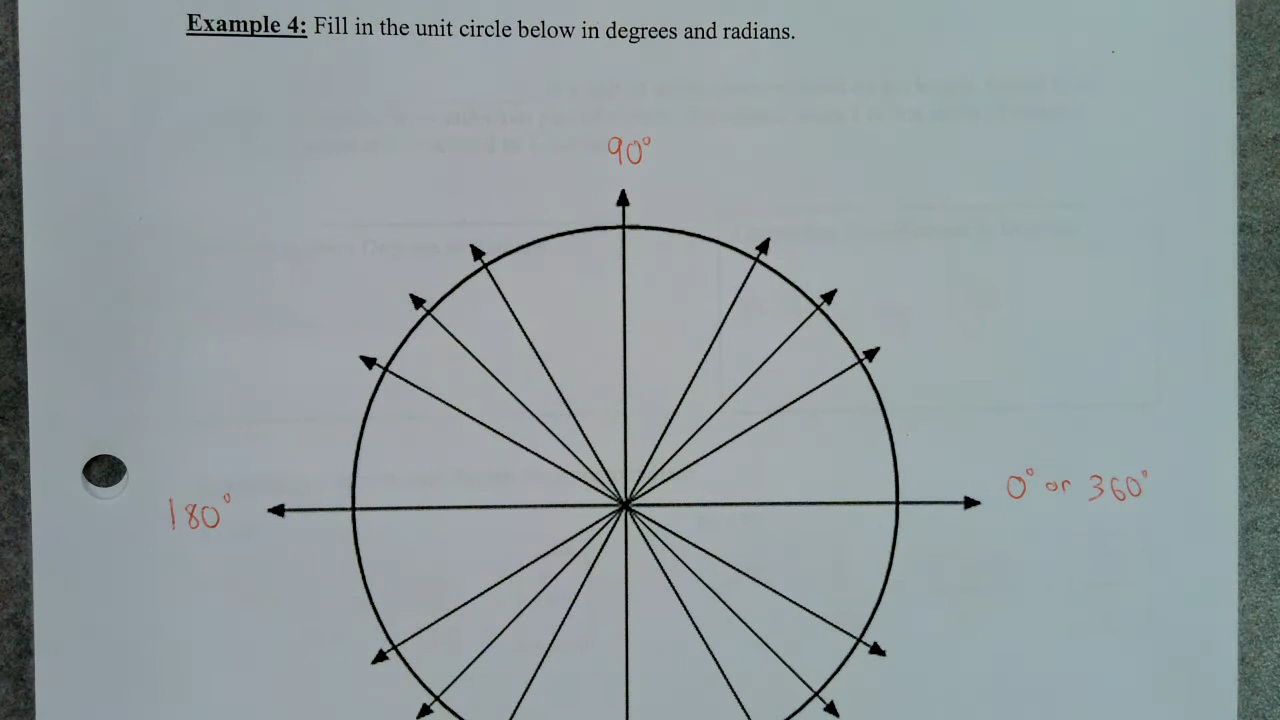 Example 4: Fill in the unit circle below in degrees and radians.
90°
180°
0° or 360°